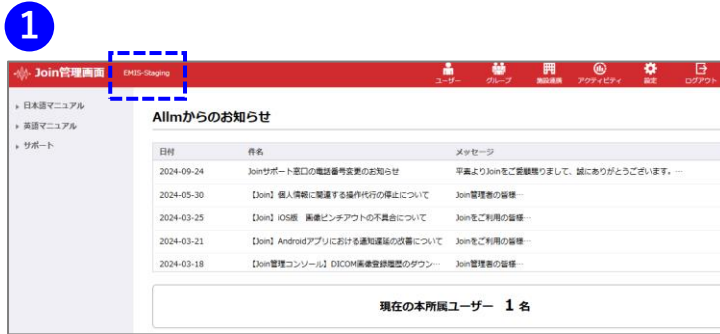 1
Join管理画面 EMIS-Staging ユーザー グループ 施設連携 アクティビティ 設定 ログアウト
日本語マニュアル
英語マニュアル
サポート
Allmからのお知らせ
日付 件名 メッセージ
2024-09-24 Joinサポート窓口の電話番号変更のお知らせ 平素よりJoinをご愛顧賜りまして、誠にありがとうございます。…
2024-05-30 【Join】個人情報に関連する操作代行の停止について Join管理者の皆様…
2024-03-25 【Join】iOS版 画像ピンチアウトの不具合について Joinをご利用の皆様…
2024-03-21 【Join】Androidアプリにおける通知遅延の改善について Joinをご利用の皆様…
2024-03-18 【Join管理コンソール】DICOM画像登録履歴のダウン… Join管理者の皆様…
現在の本所属ユーザー 1 名